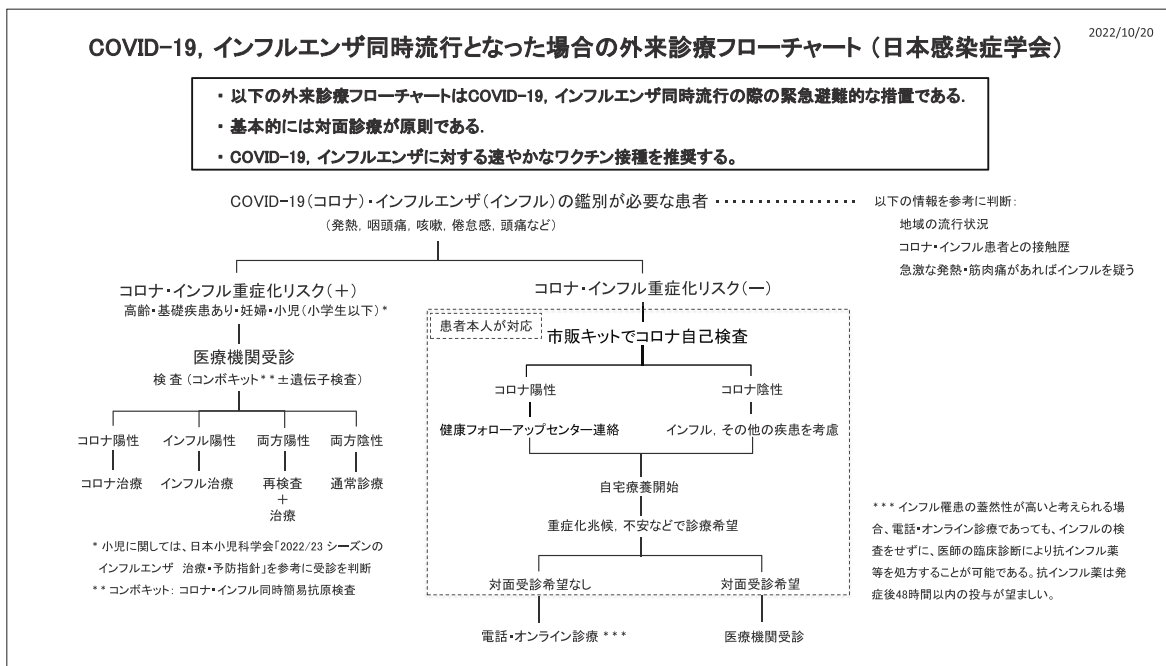 2022/10/20
COVID-19, インフルエンザ同時流行となった場合の外来診療フローチャート（日本感染症学会）
・ 以下の外来診療フローチャートはCOVID-19, インフルエンザ同時流行の際の緊急避難的な措置である.
・ 基本的には対面診療が原則である.
・ COVID-19, インフルエンザに対する速やかなワクチン接種を推奨する。
COVID-19（コロナ）・インフルエンザ（インフル）の鑑別が必要な患者 ・・・・・・・・・・・・・・・・
（発熱, 咽頭痛, 咳嗽, 倦怠感, 頭痛など）
以下の情報を参考に判断：
地域の流行状況
コロナ・インフル患者との接触歴
急激な発熱・筋肉痛があればインフルを疑う
コロナ・インフル重症化リスク（＋）
高齢・基礎疾患あり・妊婦・小児（小学生以下）*
医療機関受診
検査（コンボキット**±遺伝子検査）
コロナ陽性 インフル陽性 両方陽性 両方陰性
コロナ治療 インフル治療 再検査 通常診療
＋
治療
* 小児に関しては、日本小児科学会「2022/23 シーズンの
インフルエンザ 治療・予防指針」を参考に受診を判断
** コンボキット： コロナ・インフル同時簡易抗原検査
コロナ・インフル重症化リスク（－）
患者本人が対応
市販キットでコロナ自己検査
コロナ陽性 コロナ陰性
健康フォローアップセンター連絡 インフル, その他の疾患を考慮
自宅療養開始
重症化兆候, 不安などで診療希望
対面受診希望なし 対面受診希望
電話・オンライン診療 *** 医療機関受診
*** インフル罹患の蓋然性が高いと考えられる場
合、電話・オンライン診療であっても、インフルの検
査をせずに、医師の臨床診断により抗インフル薬
等を処方することが可能である。抗インフル薬は発
症後48時間以内の投与が望ましい。